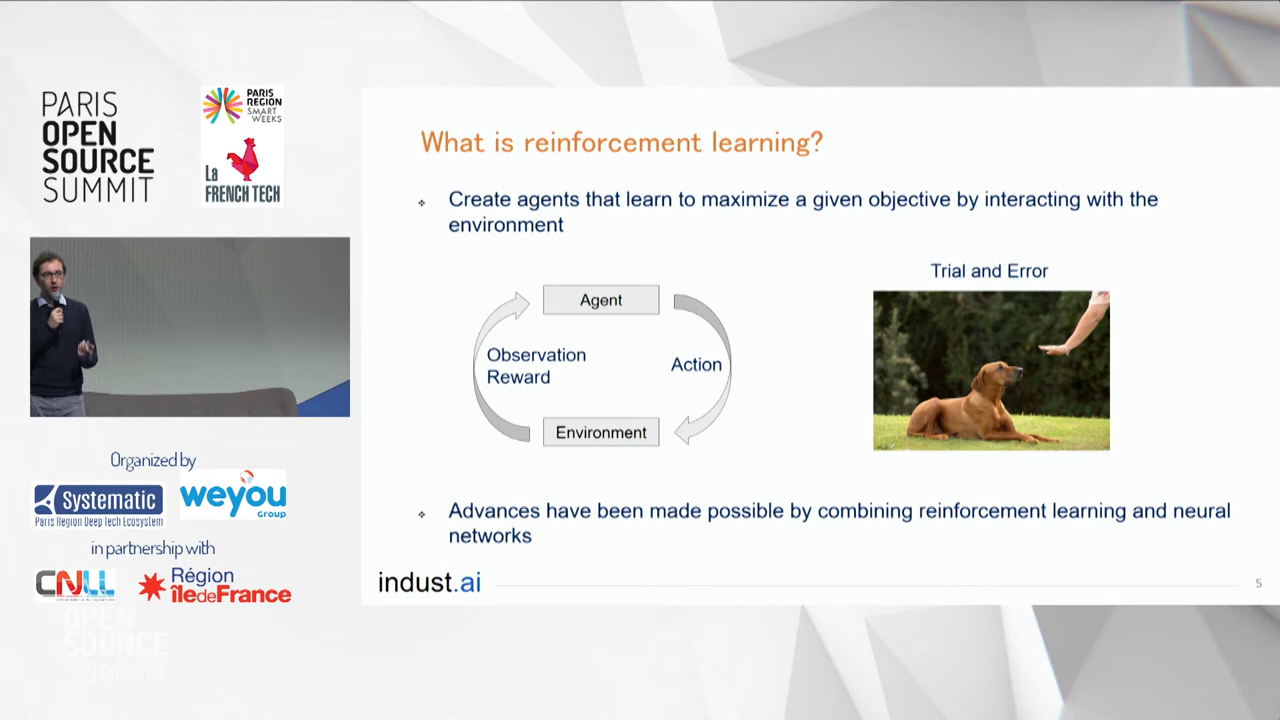 PARIS
OPEN
SOURCE
SUMMIT
PARIS
REGION
SMART
WEEKS
La
FRENCH TECH
Organized by
Systematic
Paris Region Deep Tech Ecosystem
weyou
Group
in partnership with
CNLL
Région
îledeFrance
OPEN
SOURCE
SUMMIT
What is reinforcement learning?
Create agents that learn to maximize a given objective by interacting with the
environment
Trial and Error
Agent
Observation
Reward
Action
Environment
Advances have been made possible by combining reinforcement learning and neural
networks
indust.ai
5